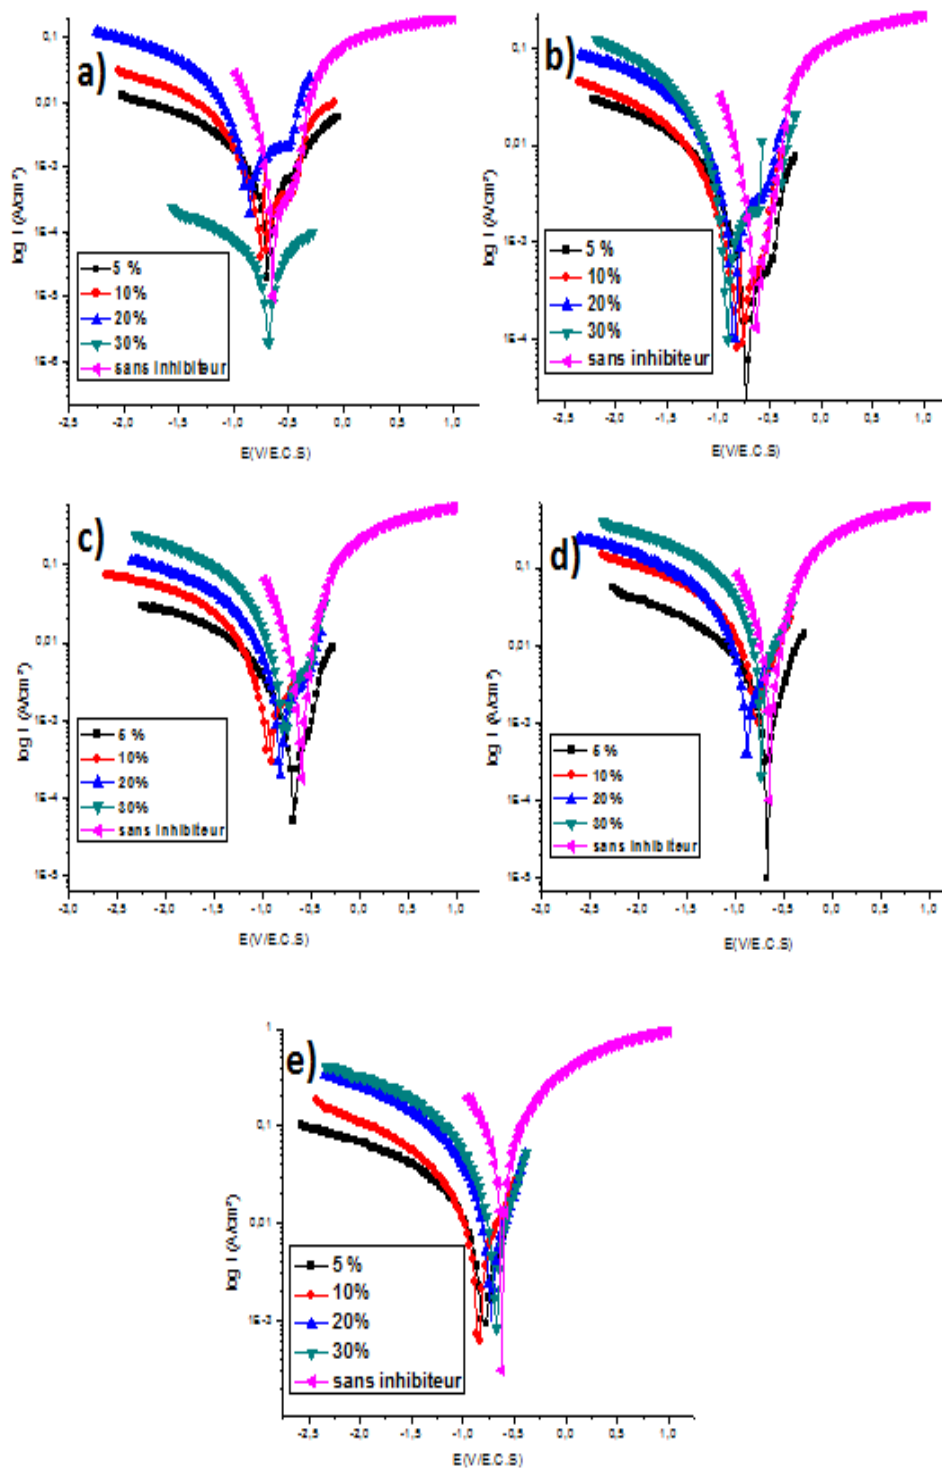 a)
log I (A/cm²)
0,1
0,01
1E-3
1E-4
1E-5
1E-6
5 %
10%
20%
30%
sans inhibiteur
-2,5 -2,0 -1,5 -1,0 -0,5 0,0 0,5 1,0
E(V/E.C.S)
b)
log I (A/cm²)
0,1
0,01
1E-3
1E-4
5 %
10%
20%
30%
sans inhibiteur
-2,5 -2,0 -1,5 -1,0 -0,5 0,0 0,5 1,0
E(V/E.C.S)
c)
log I (A/cm²)
0,1
0,01
1E-3
1E-4
1E-5
5 %
10%
20%
30%
sans inhibiteur
-3,0 -2,5 -2,0 -1,5 -1,0 -0,5 0,0 0,5 1,0
E(V/E.C.S)
d)
log I (A/cm²)
0,1
0,01
1E-3
1E-4
1E-5
5 %
10%
20%
30%
sans inhibiteur
-3,0 -2,5 -2,0 -1,5 -1,0 -0,5 0,0 0,5 1,0
E(V/E.C.S)
e)
log I (A/cm²)
1
0,1
0,01
1E-3
5 %
10%
20%
30%
sans inhibiteur
-2,5 -2,0 -1,5 -1,0 -0,5 0,0 0,5 1,0
E(V/E.C.S)